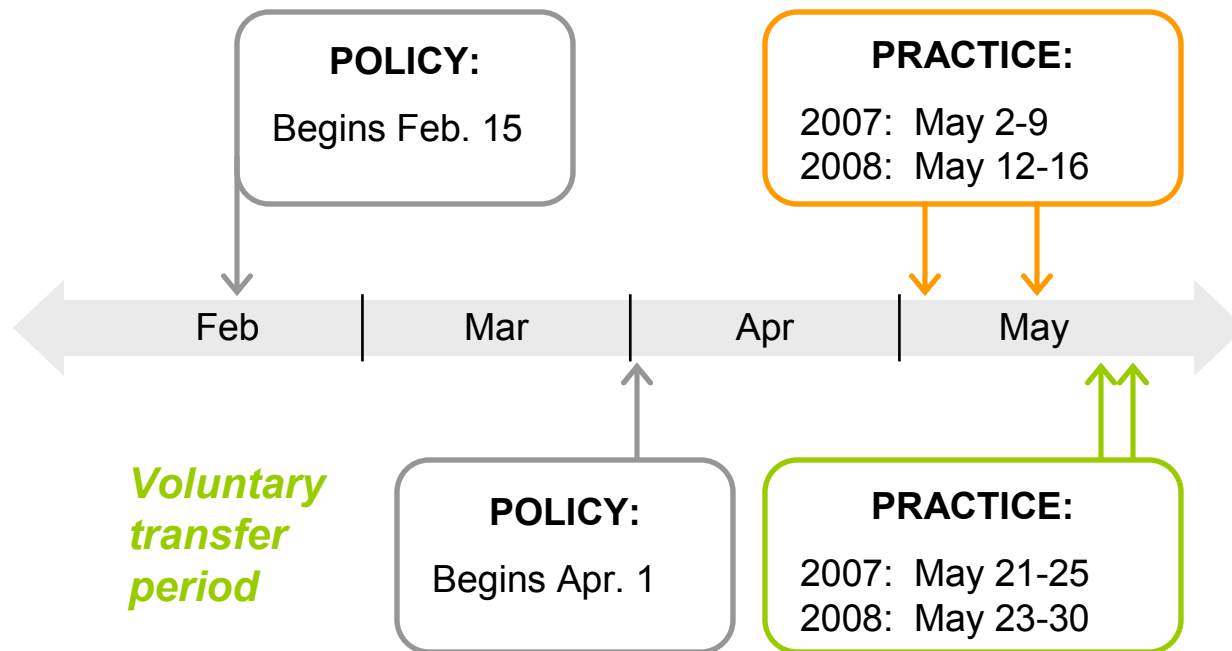 POLICY:
Begins Feb. 15
PRACTICE:
2007: May 2-9
2008: May 12-16
Feb
Mar
Apr
May
Voluntary
transfer
period
POLICY:
Begins Apr. 1
PRACTICE:
2007: May 21-25
2008: May 23-30